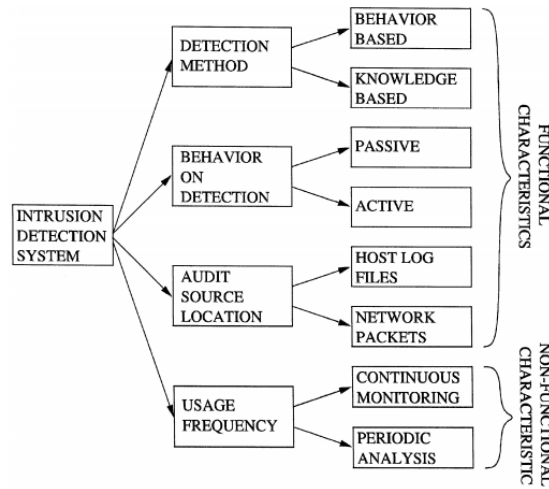 INTRUSION
DETECTION
SYSTEM
DETECTION
METHOD
BEHAVIOR
ON
DETECTION
AUDIT
SOURCE
LOCATION
USAGE
FREQUENCY
BEHAVIOR
BASED
KNOWLEDGE
BASED
PASSIVE
ACTIVE
HOST LOG
FILES
NETWORK
PACKETS
CONTINUOUS
MONITORING
PERIODIC
ANALYSIS
FUNCTIONAL
CHARACTERISTICS
NON-FUNCTIONAL
CHARACTERISTIC